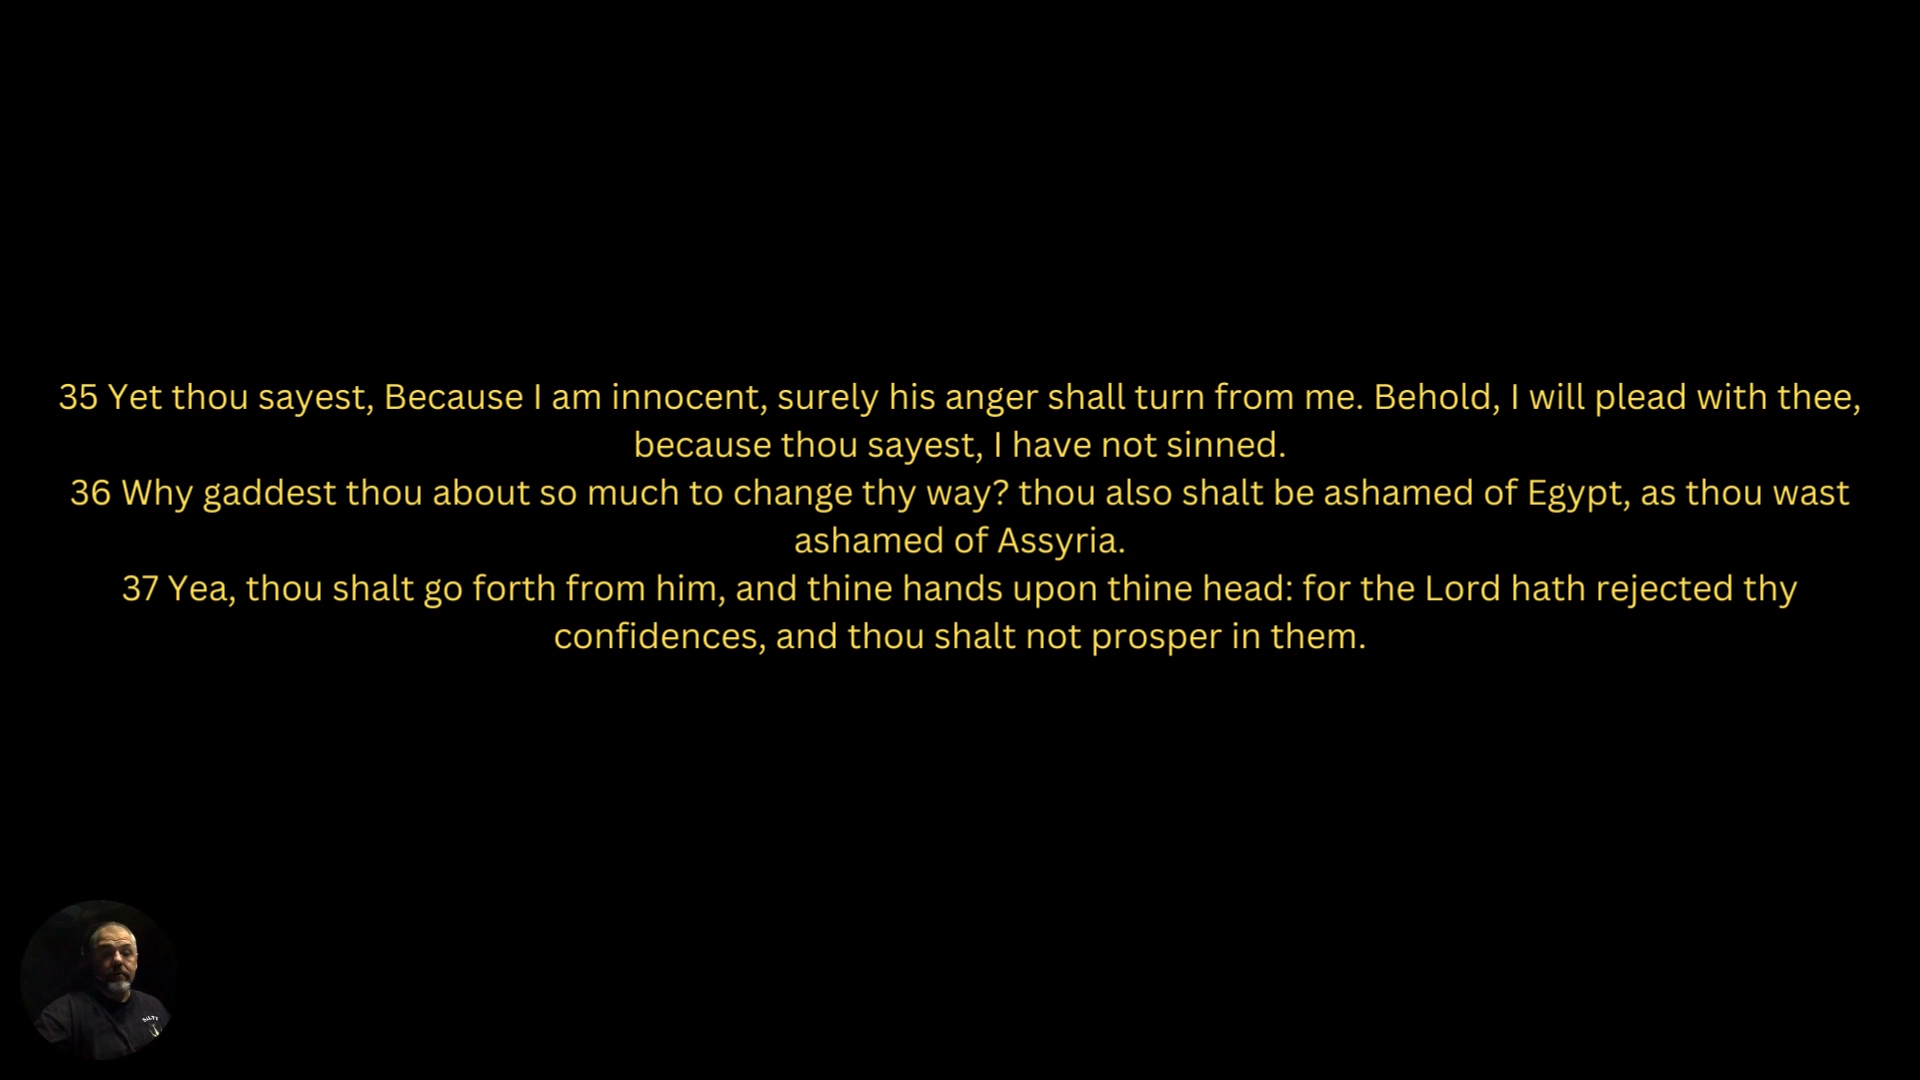 35 Yet thou sayest, Because I am innocent, surely his anger shall turn from me. Behold, I will plead with thee,
because thou sayest, I have not sinned.
36 Why gaddest thou about so much to change thy way? thou also shalt be ashamed of Egypt, as thou wast
ashamed of Assyria.
37 Yea, thou shalt go forth from him, and thine hands upon thine head: for the Lord hath rejected thy
confidences, and thou shalt not prosper in them.
SALTY